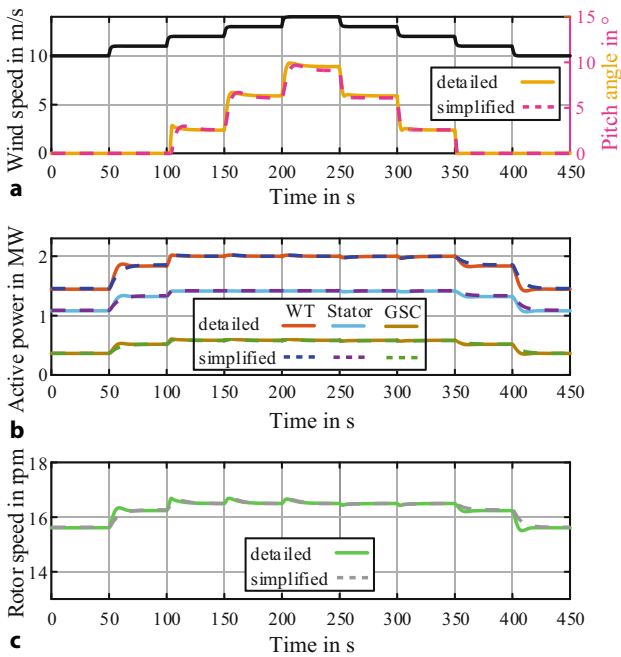 Wind speed in m/s
10
5
0
15
10
5
0
Pitch angle in °
detailed
simplified
0 50 100 150 200 250 300 350 400 450
Time in s
a
Active power in MW
2
1
0
WT Stator GSC
detailed
simplified
0 50 100 150 200 250 300 350 400 450
Time in s
b
Rotor speed in rpm
18
16
14
13
detailed
simplified
0 50 100 150 200 250 300 350 400 450
Time in s
c